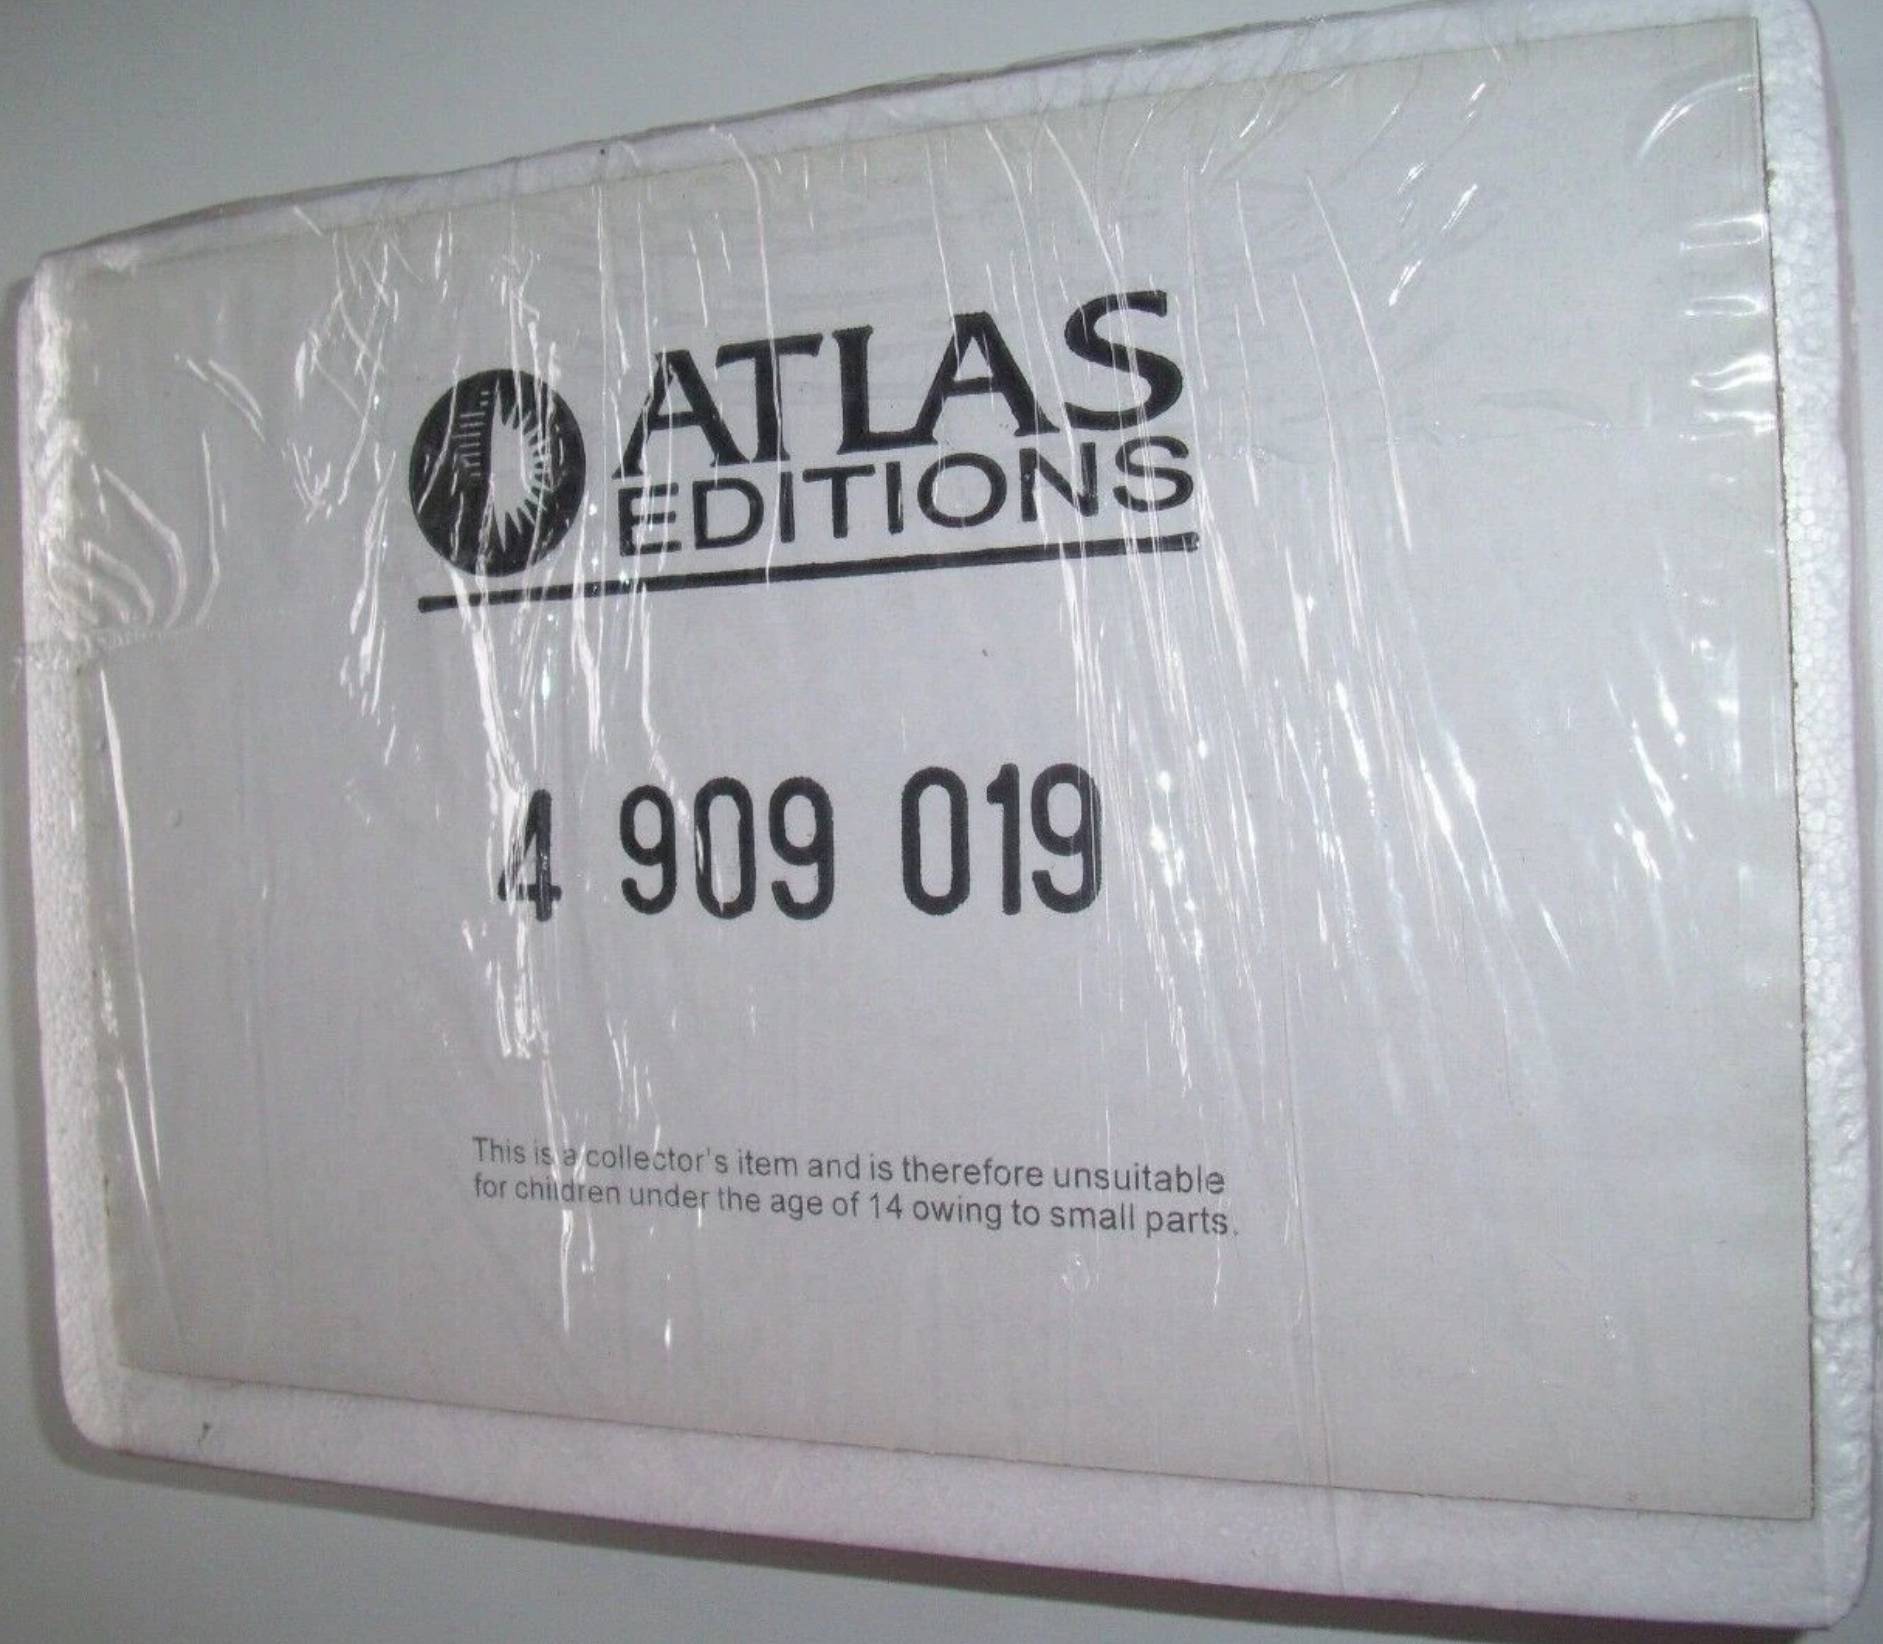 ATLAS
EDITIONS
4 909 019
This is a collector's item and is therefore unsuitable
for children under the age of 14 owing to small parts.